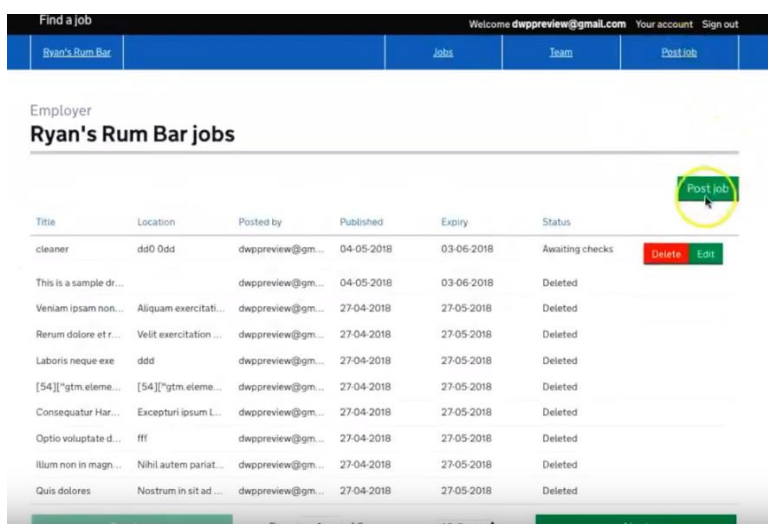 Find a job Welcome dwppreview@gmail.com Your account Sign out
Ryan's Rum Bar Jobs Team Post job
Employer
Ryan's Rum Bar jobs
Post job
Title Location Posted by Published Expiry Status
cleaner dd0 0dd dwppreview@gm... 04-05-2018 03-06-2018 Awaiting checks Delete Edit
This is a sample dr... dwppreview@gm... 04-05-2018 03-06-2018 Deleted
Veniam ipsam non... Aliquam exercitati... dwppreview@gm... 27-04-2018 27-05-2018 Deleted
Rerum dolore et r... Velit exercitation ... dwppreview@gm... 27-04-2018 27-05-2018 Deleted
Laboris neque exe ddd dwppreview@gm... 27-04-2018 27-05-2018 Deleted
[54]["gtm.eleme... [54]["gtm.eleme... dwppreview@gm... 27-04-2018 27-05-2018 Deleted
Consequatur Har... Excepturi ipsum L... dwppreview@gm... 27-04-2018 27-05-2018 Deleted
Optio voluptate d... fff dwppreview@gm... 27-04-2018 27-05-2018 Deleted
Illum non in magn... Nihil autem pariat... dwppreview@gm... 27-04-2018 27-05-2018 Deleted
Quis dolores Nostrum in sit ad ... dwppreview@gm... 27-04-2018 27-05-2018 Deleted